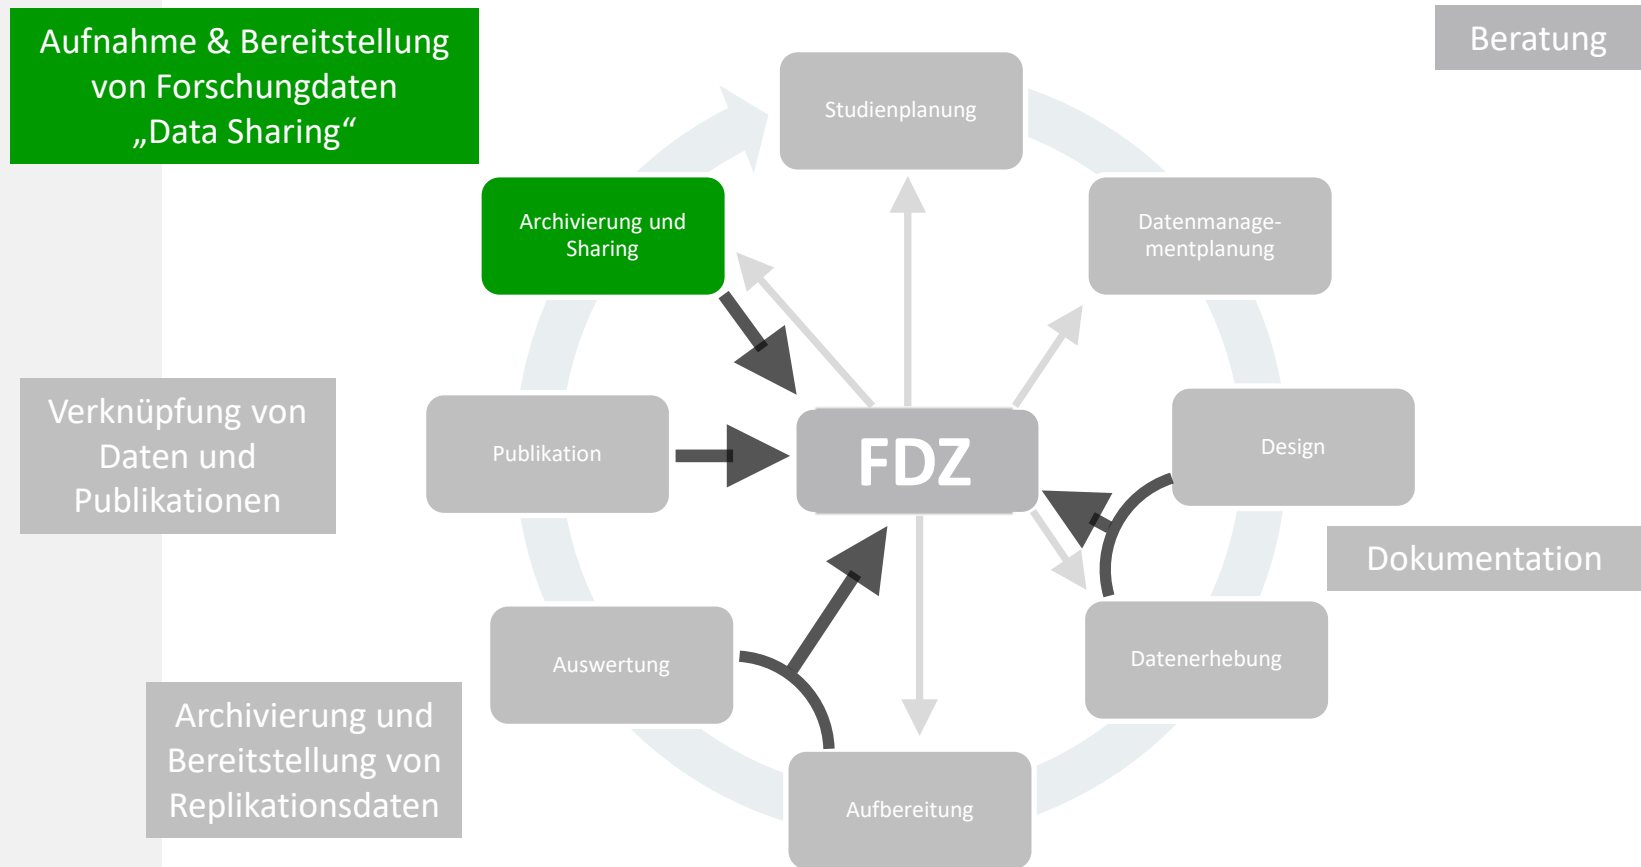 Aufnahme & Bereitstellung
von Forschungdaten
„Data Sharing“
Beratung
Studienplanung
Archivierung und
Sharing
Datenmanage-
mentplanung
Verknüpfung von
Daten und
Publikationen
Publikation
FDZ
Design
Dokumentation
Auswertung
Datenerhebung
Archivierung und
Bereitstellung von
Replikationsdaten
Aufbereitung